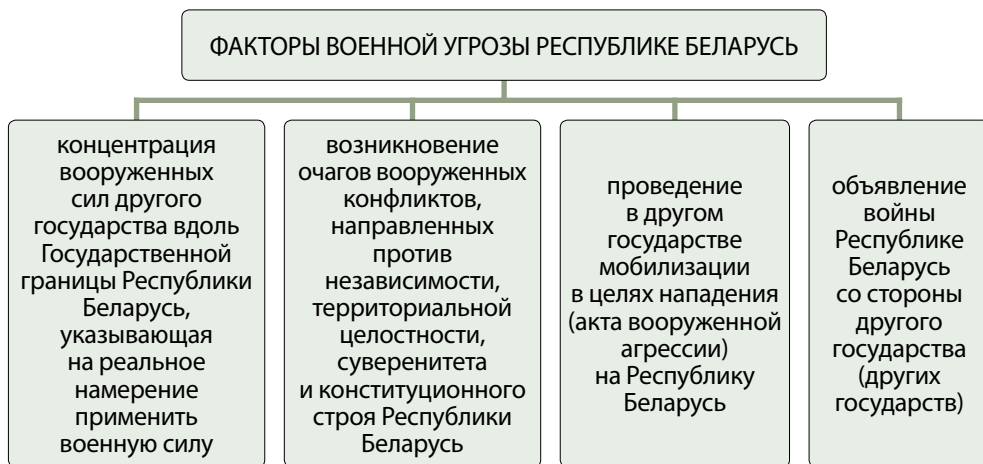 ФАКТОРЫ ВОЕННОЙ УГРОЗЫ РЕСПУБЛИКЕ БЕЛАРУСЬ
концентрация
вооруженных
сил другого
государства вдоль
Государственной
границы Республики
Беларусь,
указывающая
на реальное
намерение
применить
военную силу
возникновение
очагов вооруженных
конфликтов,
направленных
против
независимости,
территориальной
целостности,
суверенитета
и конституционного
строя Республики
Беларусь
проведение
в другом
государстве
мобилизации
в целях нападения
(акта вооруженной
агрессии)
на Республику
Беларусь
объявление
войны
Республике
Беларусь
со стороны
другого
государства
(других
государств)